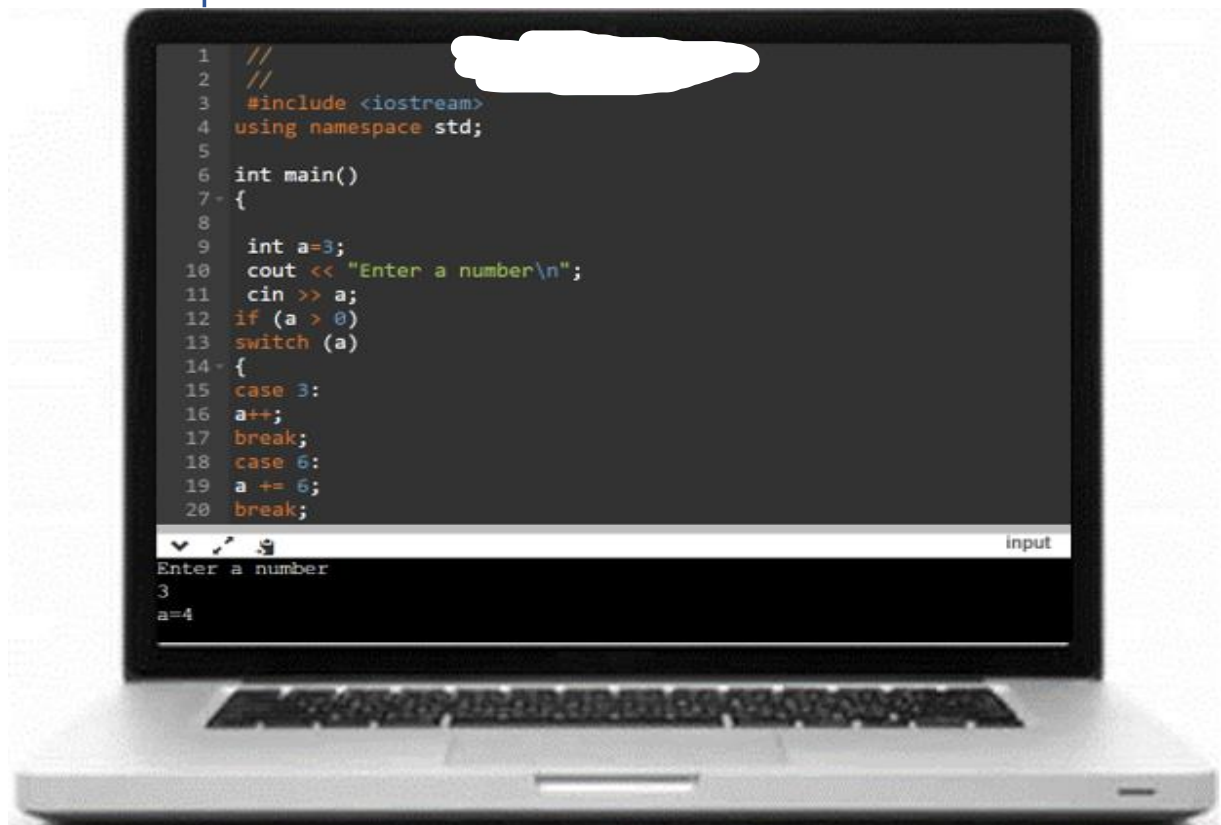 1 //
2 //
3 #include <iostream>
4 using namespace std;
5
6 int main()
7 {
8
9 int a=3;
10 cout << "Enter a number\n";
11 cin >> a;
12 if (a > 0)
13 switch (a)
14 {
15 case 3:
16 a++;
17 break;
18 case 6:
19 a += 6;
20 break;
input
Enter a number
3
a=4